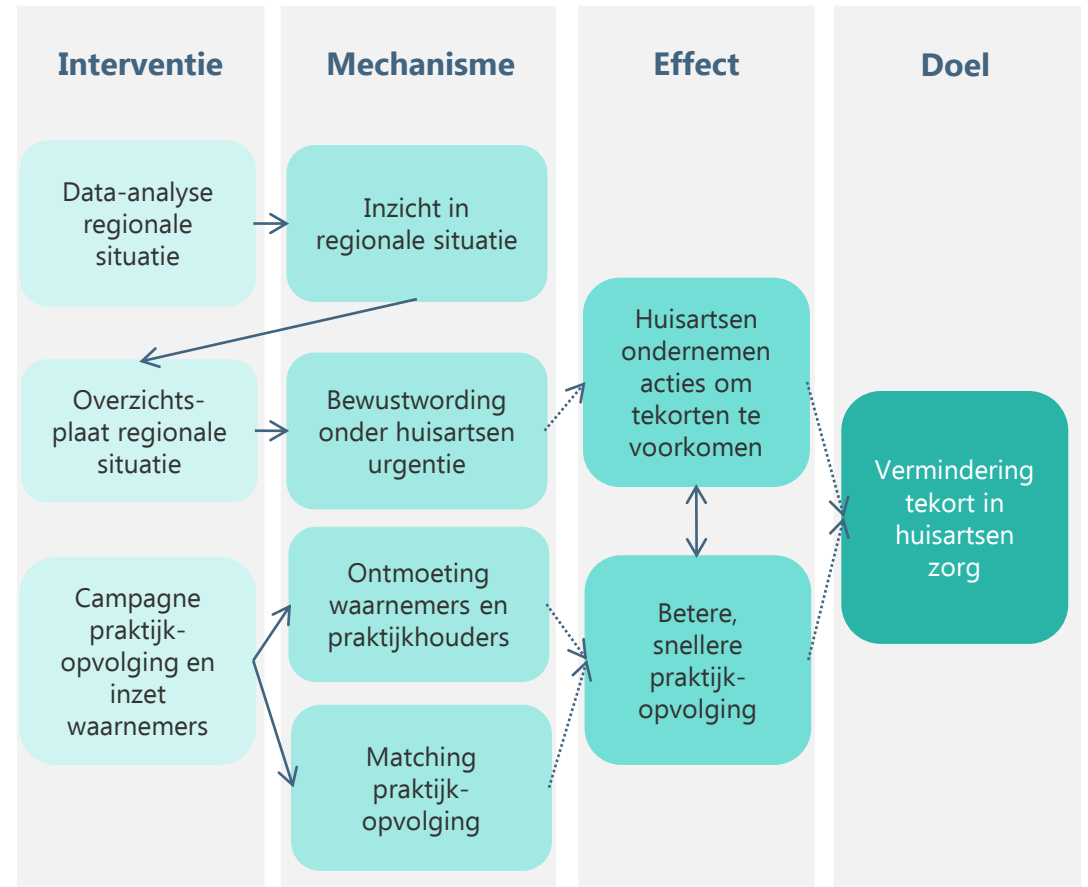 Interventie
Mechanisme
Effect
Doel
Data-analyse
regionale
situatie
Inzicht in
regionale situatie
Overzichts-
plaat regionale
situatie
Bewustwording
onder huisartsen
urgentie
Huisartsen
ondernemen
acties om
tekorten te
voorkomen
Campagne
praktijk-
opvolging en
inzet
waarnemers
Ontmoeting
waarnemers en
praktijkhouders
Matching
praktijk-
opvolging
Betere,
snellere
praktijk-
opvolging
Vermindering
tekort in
huisartsen
zorg